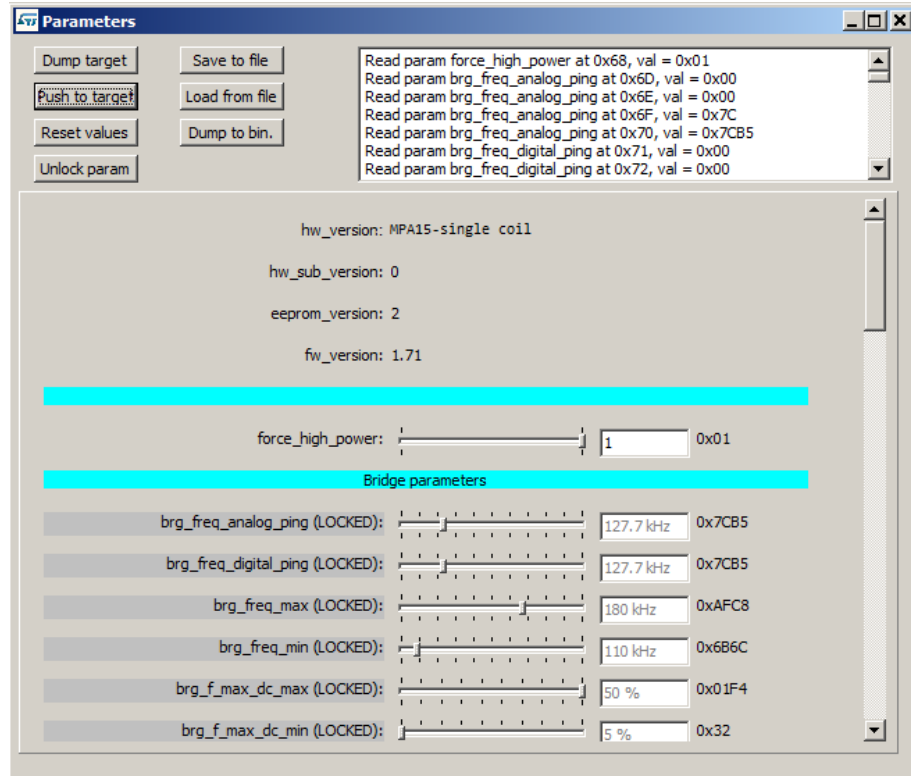 Parameters
Dump target
Save to file
Push to target
Load from file
Reset values
Dump to bin.
Unlock param
Read param force_high_power at 0x68, val = 0x01
Read param brg_freq_analog_ping at 0x6D, val = 0x00
Read param brg_freq_analog_ping at 0x6E, val = 0x00
Read param brg_freq_analog_ping at 0x6F, val = 0x7C
Read param brg_freq_analog_ping at 0x70, val = 0x7CB5
Read param brg_freq_digital_ping at 0x71, val = 0x00
Read param brg_freq_digital_ping at 0x72, val = 0x00
hw_version: MPA15-single coil
hw_sub_version: 0
eeprom_version: 2
fw_version: 1.71
force_high_power: 1 0x01
Bridge parameters
brg_freq_analog_ping (LOCKED): 127.7 kHz 0x7CB5
brg_freq_digital_ping (LOCKED): 127.7 kHz 0x7CB5
brg_freq_max (LOCKED): 180 kHz 0xAFC8
brg_freq_min (LOCKED): 110 kHz 0x6B6C
brg_f_max_dc_max (LOCKED): 50 % 0x01F4
brg_f_max_dc_min (LOCKED): 5 % 0x32